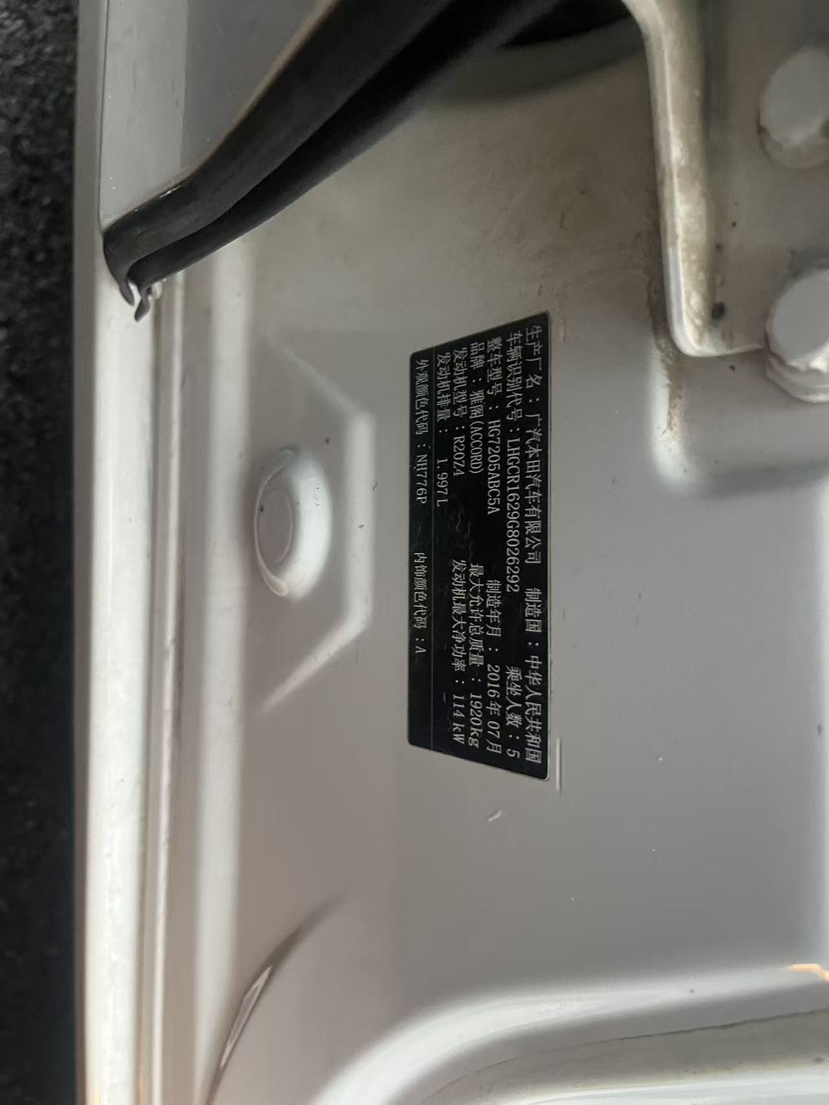 生产厂名：广汽本田汽车有限公司 制造国：中华人民共和国
车辆识别代号：LHGCR1629G8026292 乘坐人数：5
整车型号：HG7205ABC5A 制造年月：2016年07月
品牌：雅阁(ACCORD) 最大允许总质量：1920kg
发动机型号：R20Z4 发动机最大净功率：114kW
发动机排量：1.997L
外观颜色代码：NH776P 内饰颜色代码：A